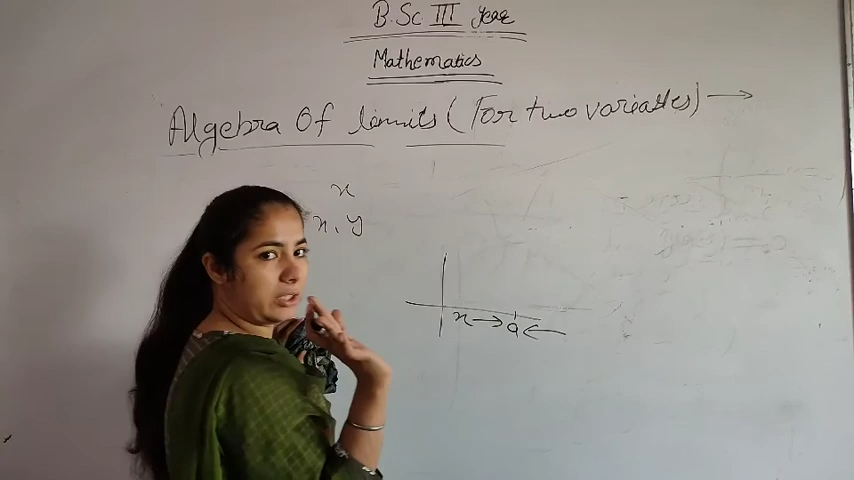 B.Sc III year
Mathematics
Algebra Of limits (For two variables) →
x
x, y
x → a ←